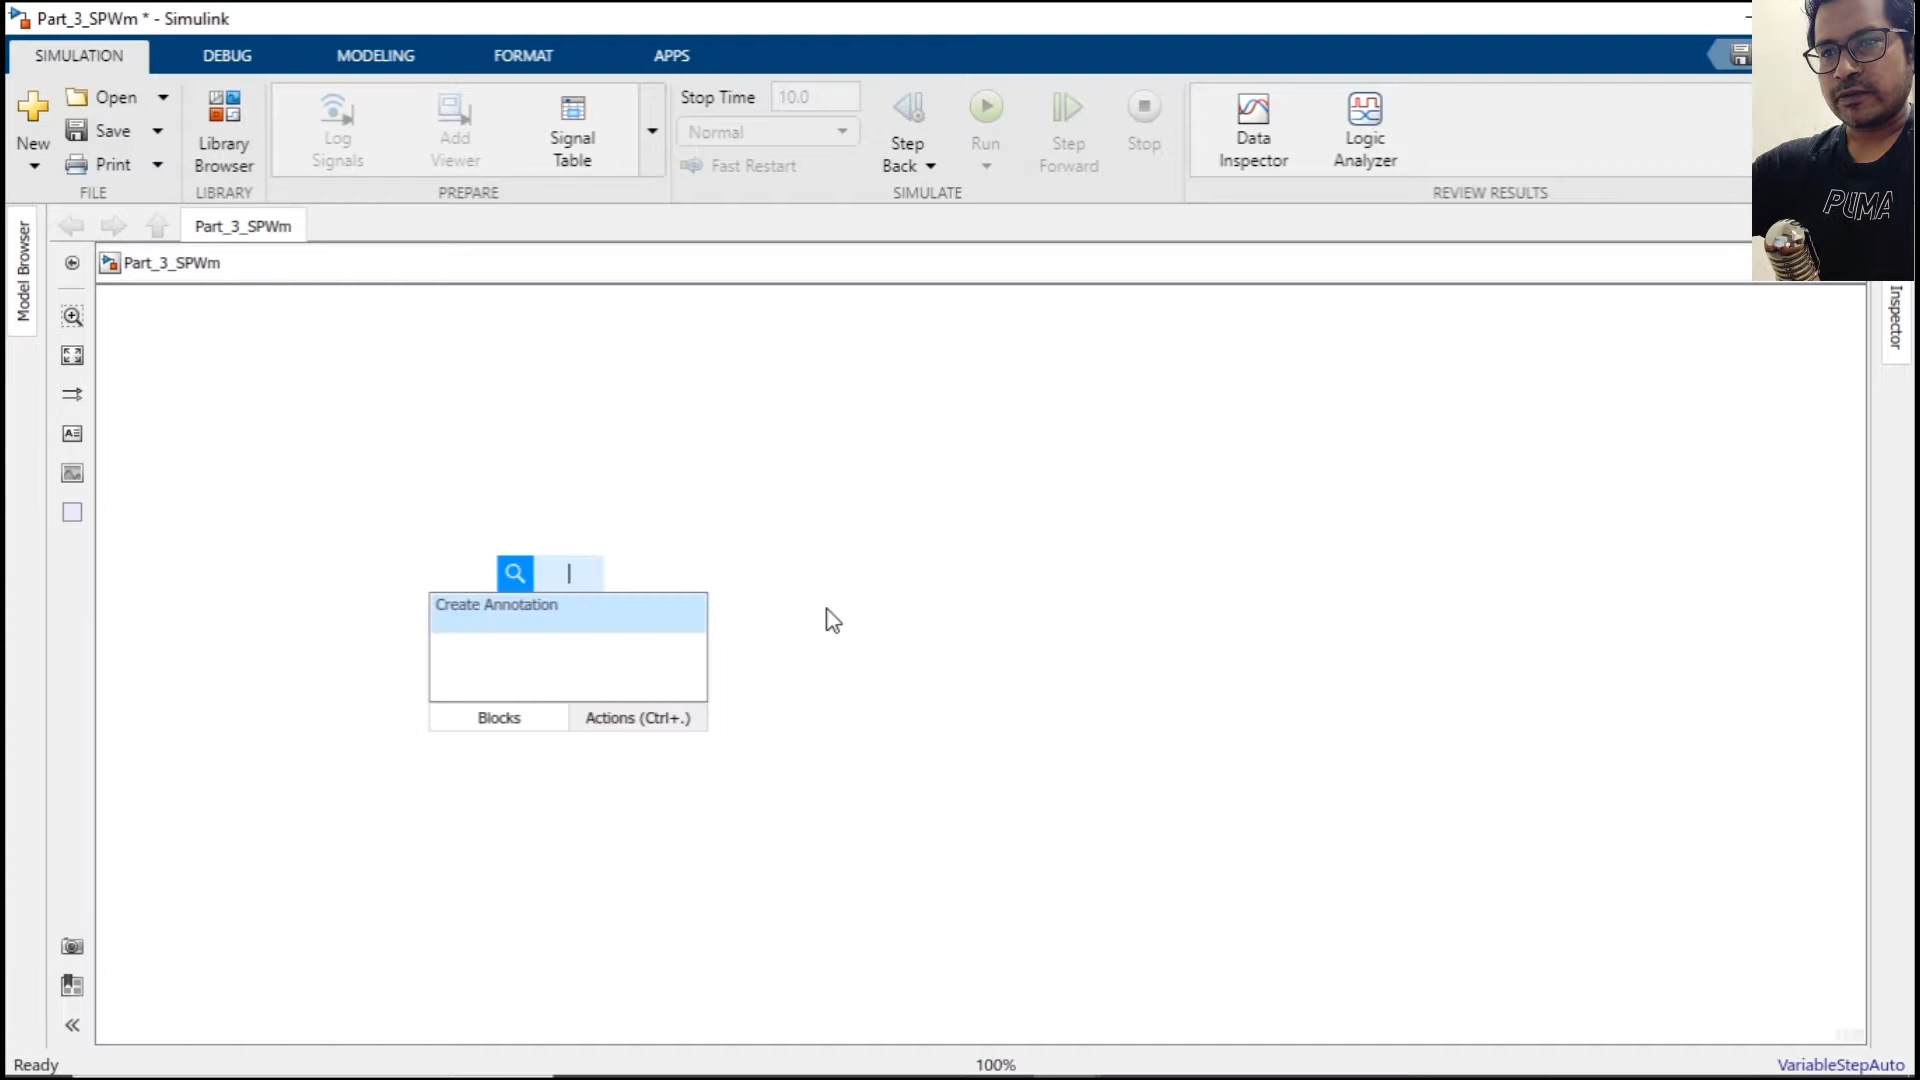 Part_3_SPWm * - Simulink
SIMULATION
DEBUG
MODELING
FORMAT
APPS
New
Open
Save
Print
FILE
Library
Browser
LIBRARY
Log
Signals
Add
Viewer
Signal
Table
PREPARE
Stop Time
10.0
Normal
Fast Restart
Step
Back
Run
Step
Forward
Stop
SIMULATE
Data
Inspector
Logic
Analyzer
REVIEW RESULTS
PUMA
Model Browser
Part_3_SPWm
Part_3_SPWm
Inspector
Create Annotation
Blocks
Actions (Ctrl+.)
Ready
100%
VariableStepAuto